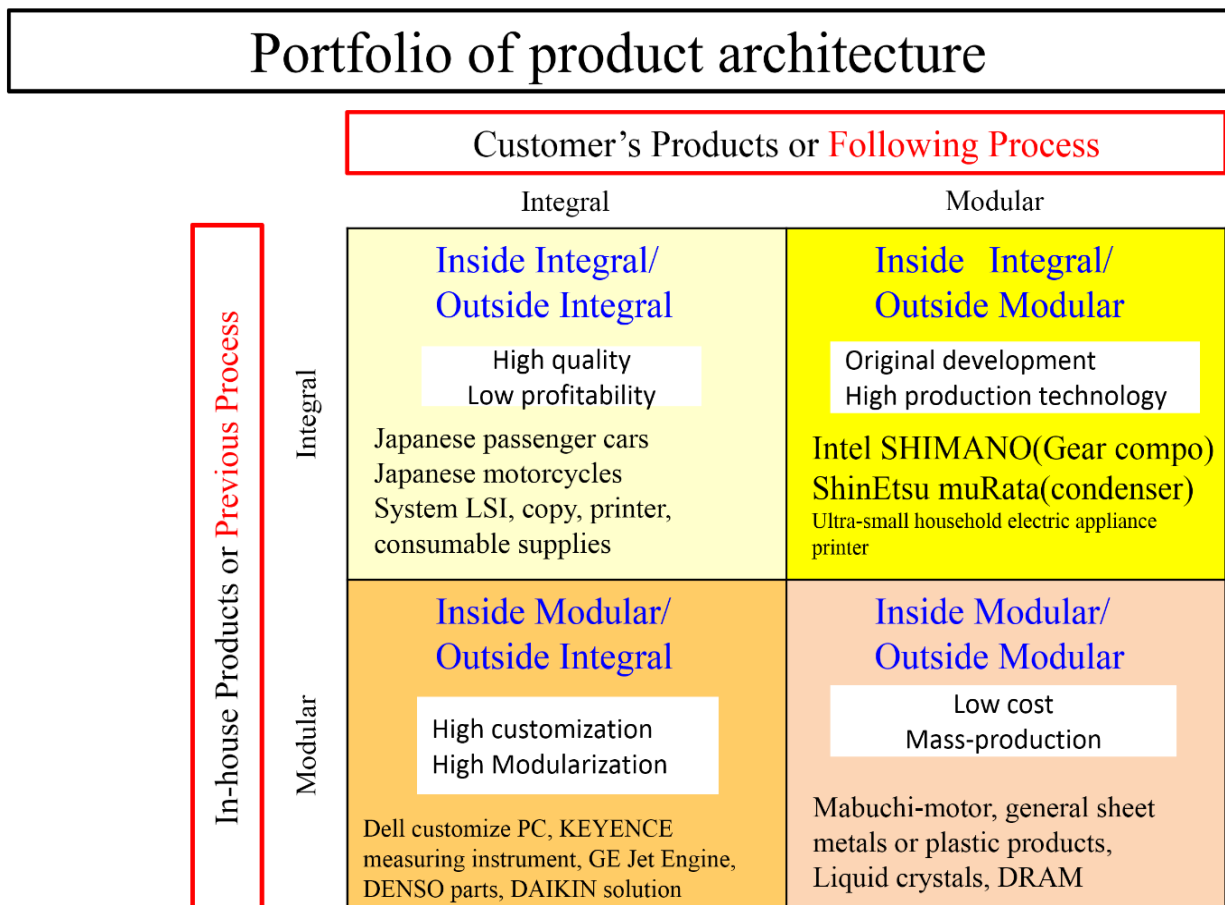 Portfolio of product architecture
Customer’s Products or Following Process
Integral
Modular
In-house Products or Previous Process
Integral
Inside Integral/
Outside Integral
High quality
Low profitability
Japanese passenger cars
Japanese motorcycles
System LSI, copy, printer,
consumable supplies
Inside Integral/
Outside Modular
Original development
High production technology
Intel SHIMANO(Gear compo)
ShinEtsu muRata(condenser)
Ultra-small household electric appliance
printer
Modular
Inside Modular/
Outside Integral
High customization
High Modularization
Dell customize PC, KEYENCE
measuring instrument, GE Jet Engine,
DENSO parts, DAIKIN solution
Inside Modular/
Outside Modular
Low cost
Mass-production
Mabuchi-motor, general sheet
metals or plastic products,
Liquid crystals, DRAM